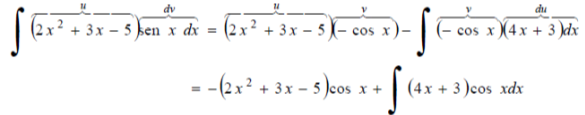 u dv u v v du
∫ (2x² + 3x − 5)sen x dx = (2x² + 3x − 5)(− cos x) − ∫ (− cos x)(4x + 3)dx
= −(2x² + 3x − 5)cos x + ∫ (4x + 3)cos xdx